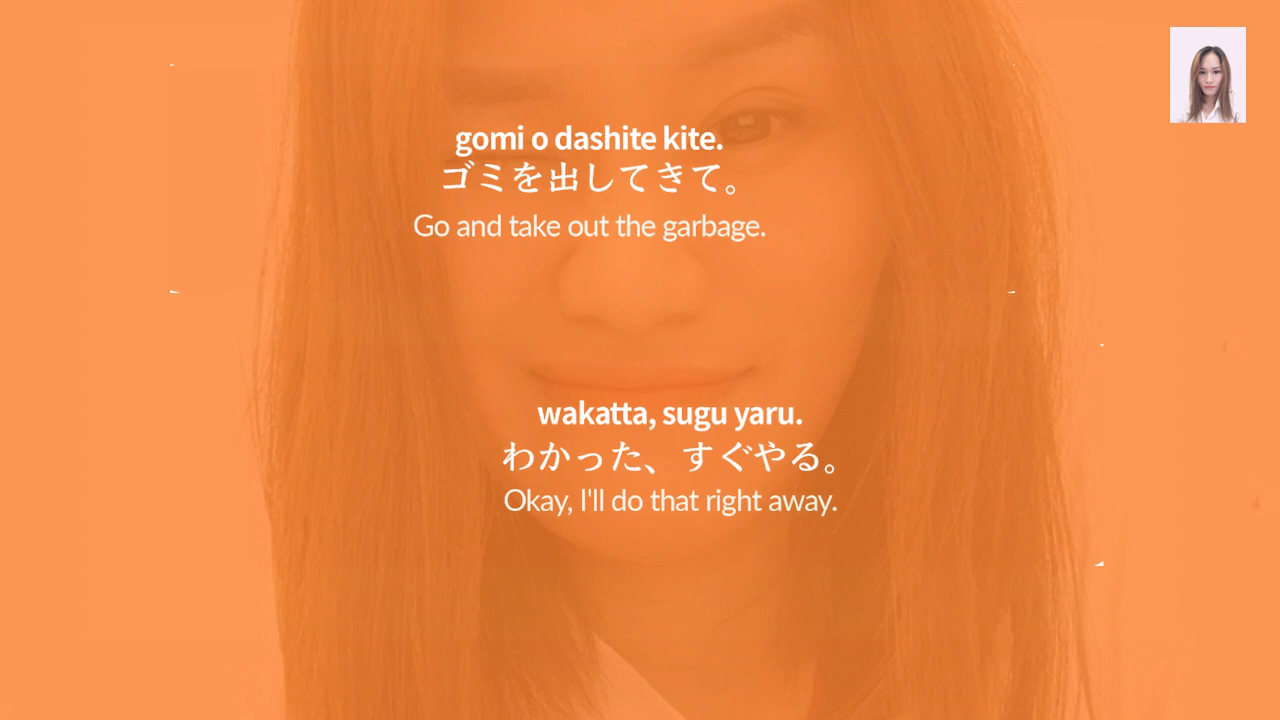 gomi o dashite kite.
ゴミを出してきて。
Go and take out the garbage.
wakatta, sugu yaru.
わかった、すぐやる。
Okay, I'll do that right away.